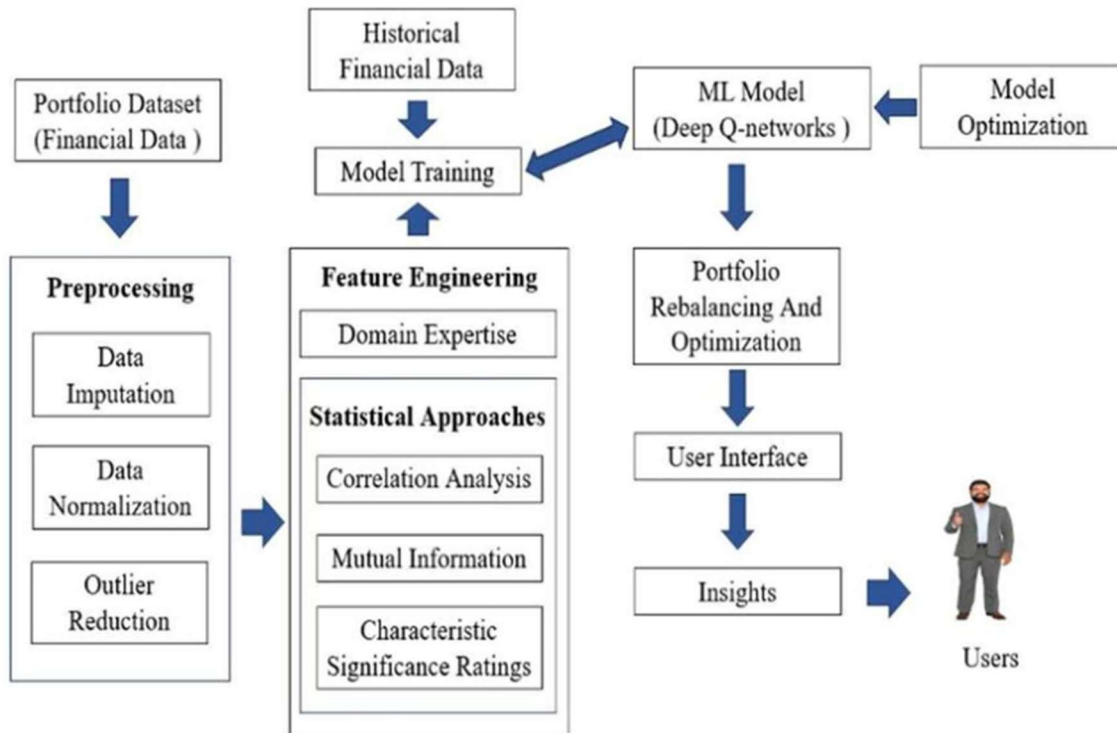 Portfolio Dataset
(Financial Data )
Preprocessing
Data
Imputation
Data
Normalization
Outlier
Reduction
Historical
Financial Data
Model Training
Feature Engineering
Domain Expertise
Statistical Approaches
Correlation Analysis
Mutual Information
Characteristic
Significance Ratings
ML Model
(Deep Q-networks )
Model
Optimization
Portfolio
Rebalancing And
Optimization
User Interface
Insights
Users